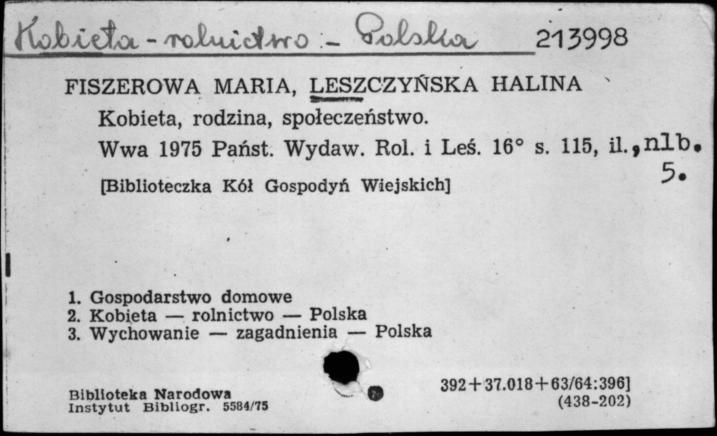 Kobieta - rolnictwo - Polska 213998
FISZEROWA MARIA, LESZCZYŃSKA HALINA
Kobieta, rodzina, społeczeństwo.
Wwa 1975 Państ. Wydaw. Rol. i Leś. 16° s. 115, il., nlb.
5.
[Biblioteczka Kół Gospodyń Wiejskich]
1. Gospodarstwo domowe
2. Kobieta — rolnictwo — Polska
3. Wychowanie — zagadnienia — Polska
392+37.018+63/64:396]
Biblioteka Narodowa
(438-202)
Instytut Bibliogr. 5584/75